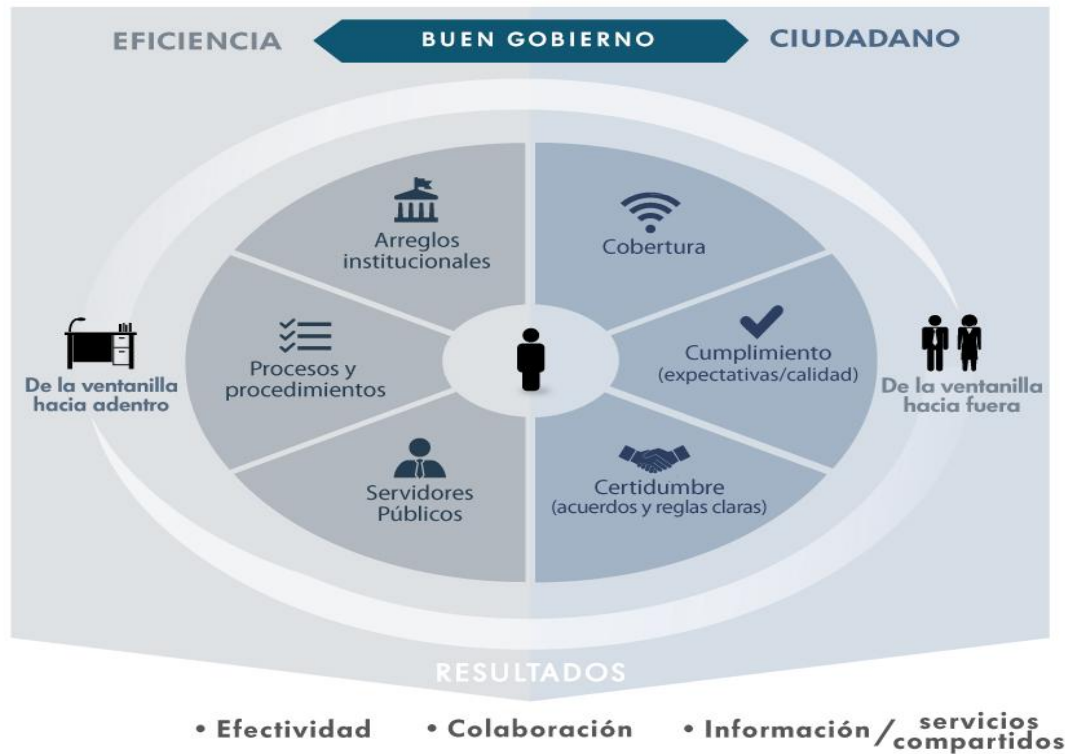 EFICIENCIA
BUEN GOBIERNO
CIUDADANO
Arreglos
institucionales
Cobertura
Procesos y
procedimientos
Cumplimiento
(expectativas/calidad)
De la ventanilla
hacia adentro
De la ventanilla
hacia fuera
Servidores
Públicos
Certidumbre
(acuerdos y reglas claras)
RESULTADOS
• Efectividad
• Colaboración
• Información / servicios
compartidos